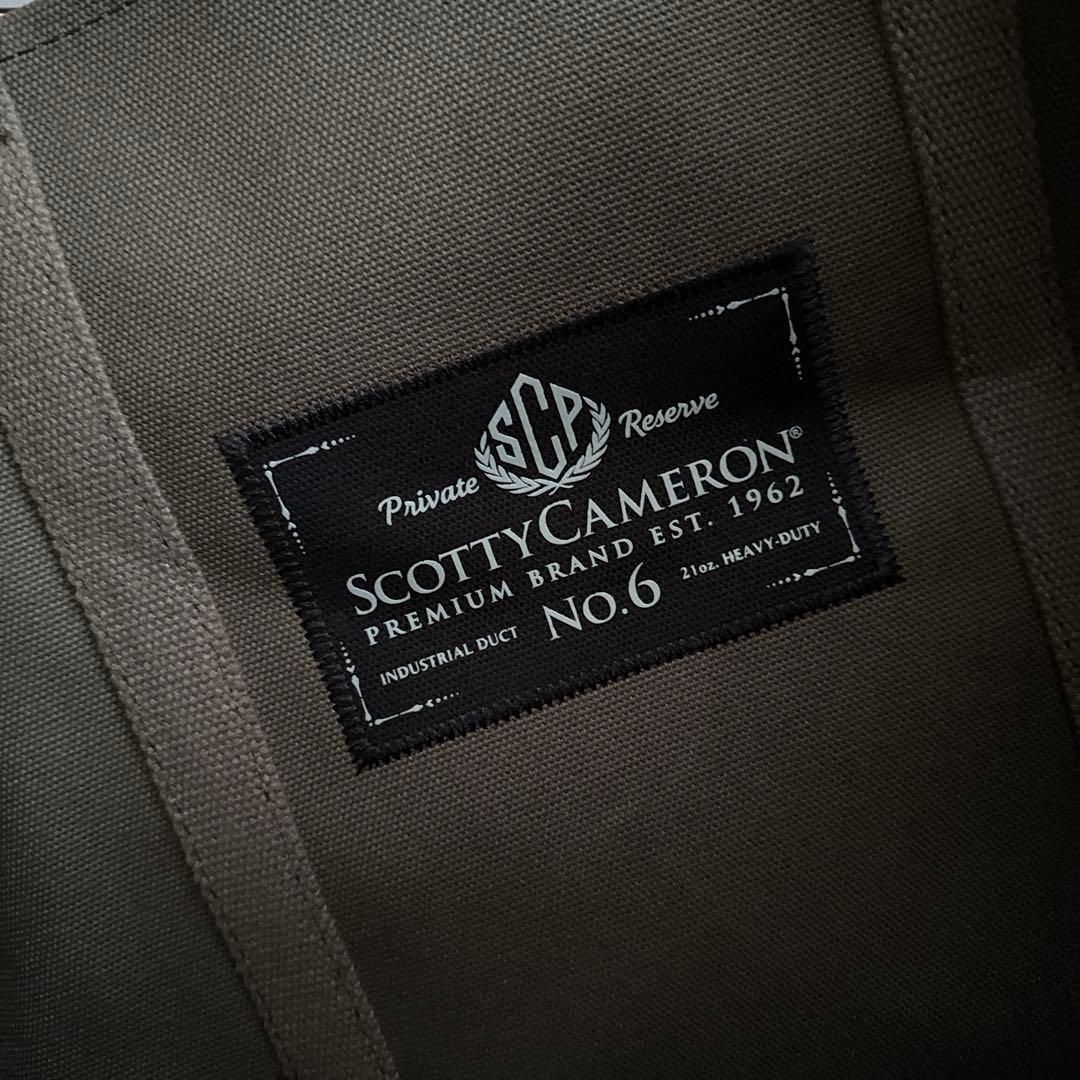 SCP
Private Reserve
SCOTTYCAMERON®
PREMIUM BRAND EST. 1962
INDUSTRIAL DUCT No.6 21oz. HEAVY-DUTY